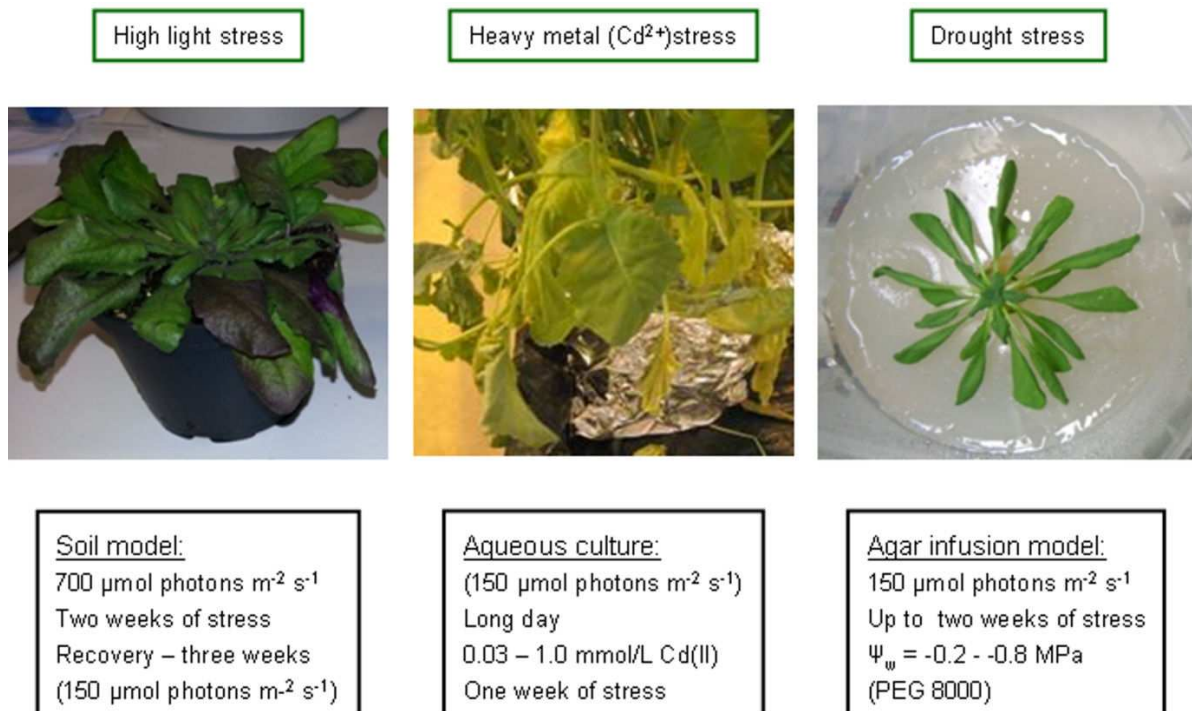 High light stress
Heavy metal (Cd²⁺)stress
Drought stress
Soil model:
700 µmol photons m⁻² s⁻¹
Two weeks of stress
Recovery – three weeks
(150 µmol photons m⁻² s⁻¹)
Aqueous culture:
(150 µmol photons m⁻² s⁻¹)
Long day
0.03 – 1.0 mmol/L Cd(II)
One week of stress
Agar infusion model:
150 µmol photons m⁻² s⁻¹
Up to two weeks of stress
Ψw = -0.2 - -0.8 MPa
(PEG 8000)